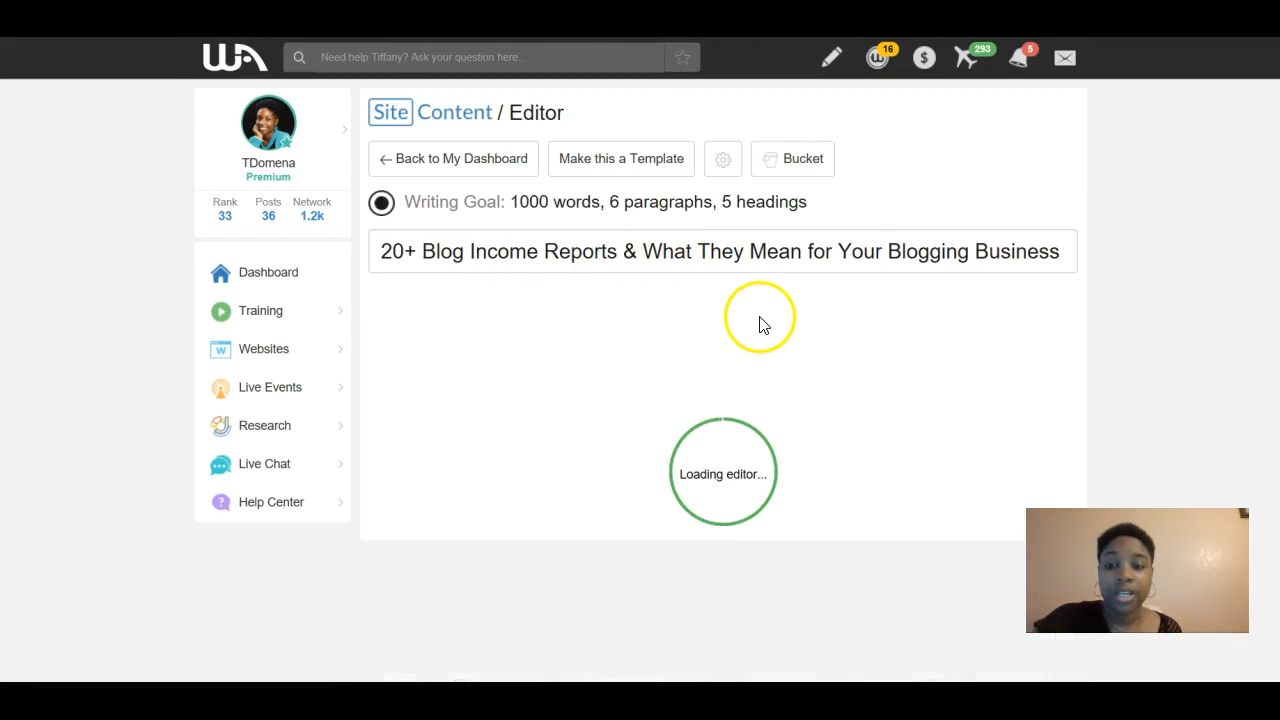 WA
Need help Tiffany? Ask your question here...
16
$
293
5
TDomena
Premium
Rank Posts Network
33 36 1.2k
Dashboard
Training
Websites
Live Events
Research
Live Chat
Help Center
Site Content / Editor
← Back to My Dashboard
Make this a Template
Bucket
Writing Goal: 1000 words, 6 paragraphs, 5 headings
20+ Blog Income Reports & What They Mean for Your Blogging Business
Loading editor...